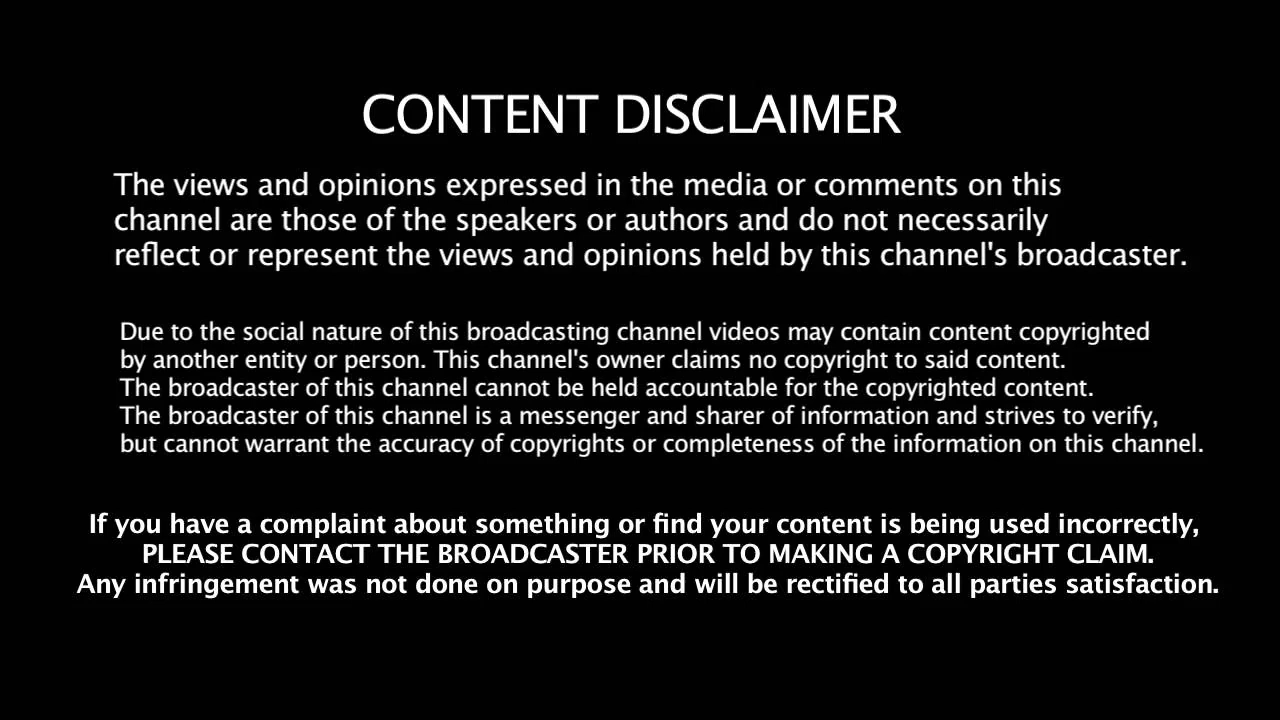 CONTENT DISCLAIMER
The views and opinions expressed in the media or comments on this
channel are those of the speakers or authors and do not necessarily
reflect or represent the views and opinions held by this channel's broadcaster.
Due to the social nature of this broadcasting channel videos may contain content copyrighted
by another entity or person. This channel's owner claims no copyright to said content.
The broadcaster of this channel cannot be held accountable for the copyrighted content.
The broadcaster of this channel is a messenger and sharer of information and strives to verify,
but cannot warrant the accuracy of copyrights or completeness of the information on this channel.
If you have a complaint about something or find your content is being used incorrectly,
PLEASE CONTACT THE BROADCASTER PRIOR TO MAKING A COPYRIGHT CLAIM.
Any infringement was not done on purpose and will be rectified to all parties satisfaction.